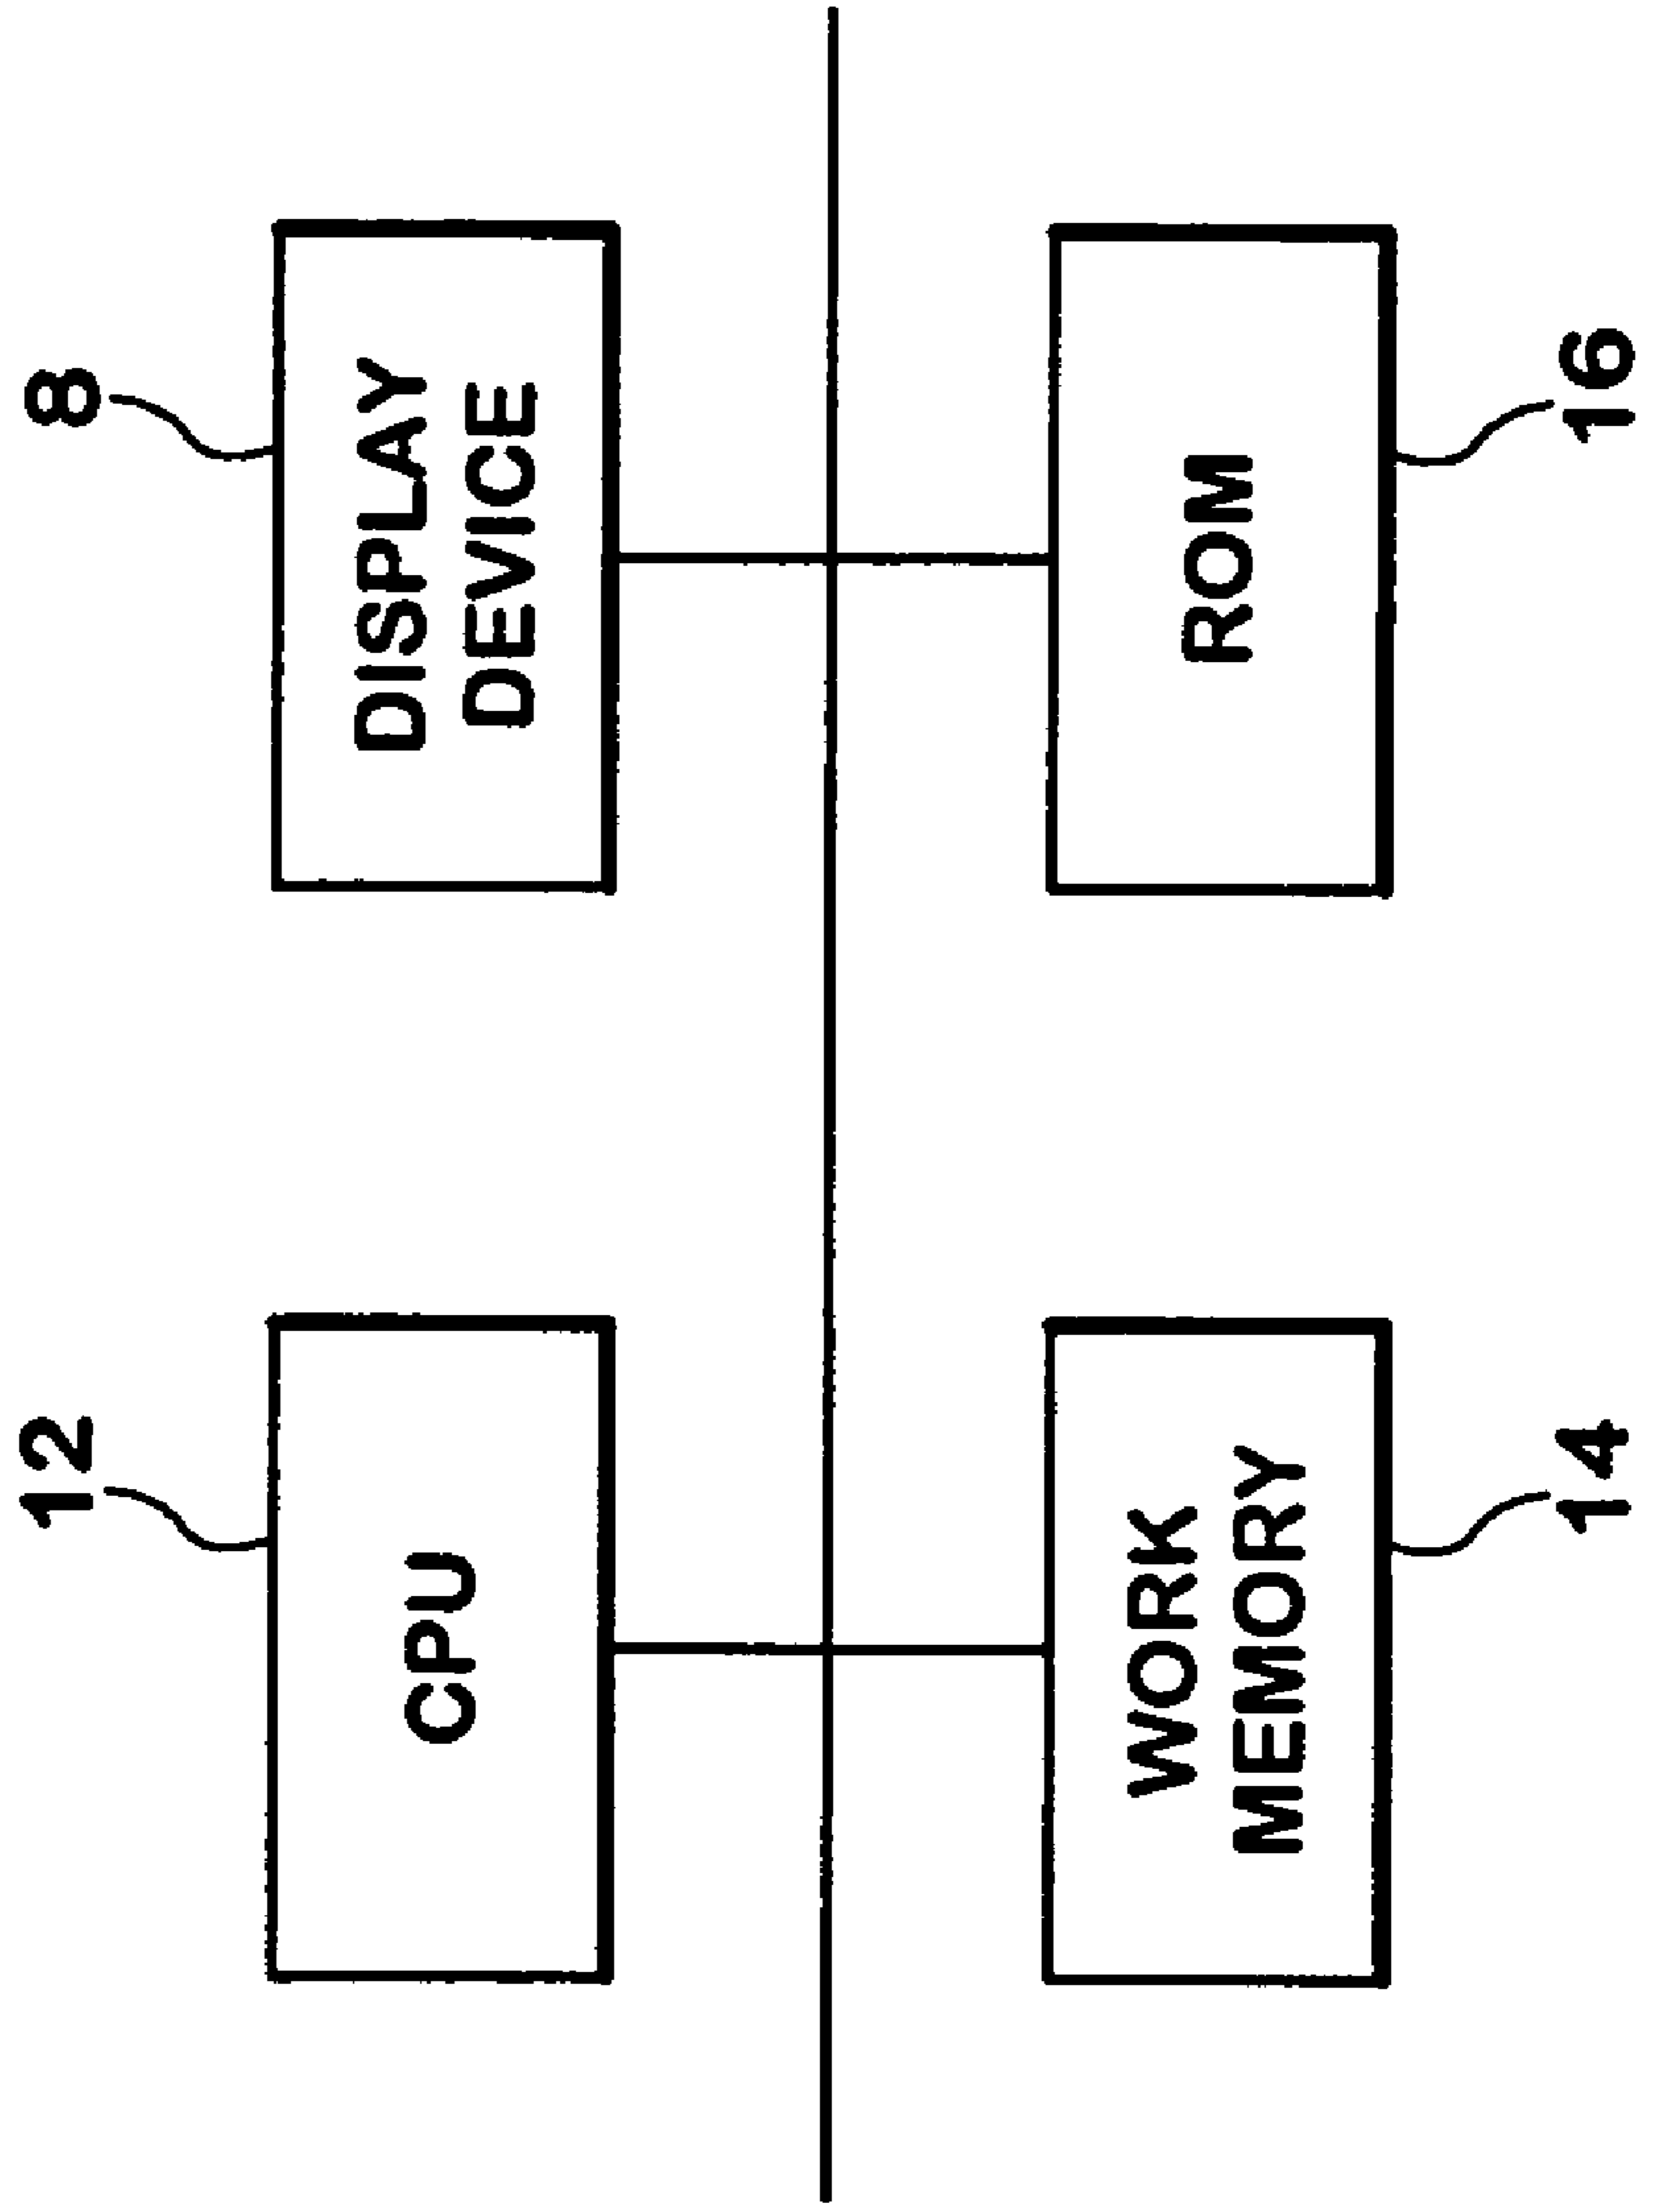 12
8
CPU
DISPLAY
DEVICE
WORK
MEMORY
ROM
14
16